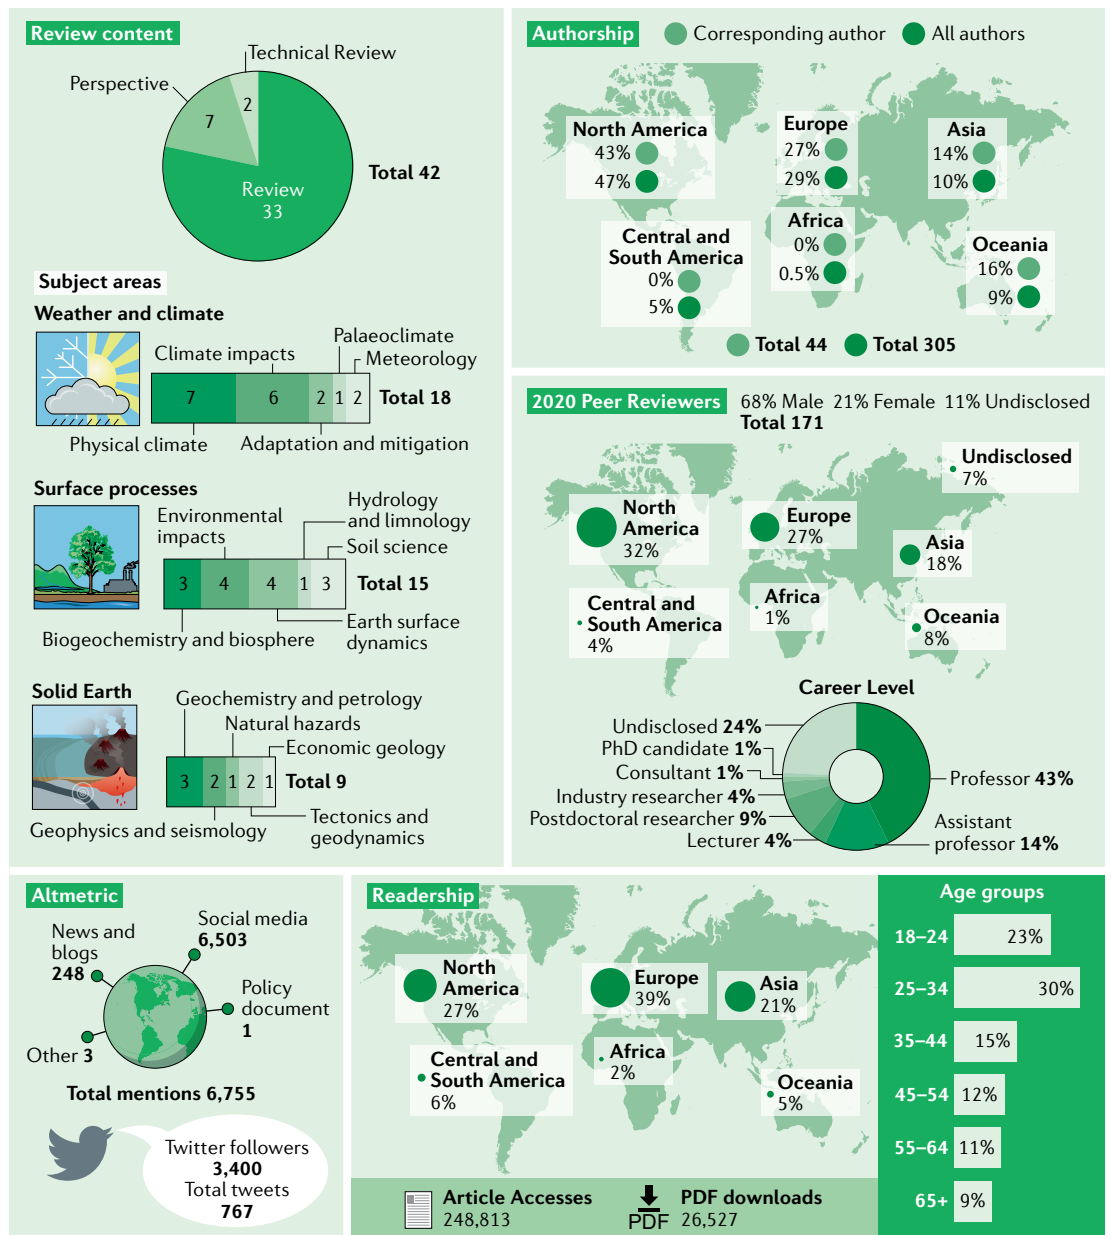 Review content
Technical Review
Perspective
2
7
Review
33
Total 42
Subject areas
Weather and climate
Palaeoclimate
Climate impacts
Meteorology
7 6 2 1 2 Total 18
Physical climate
Adaptation and mitigation
Surface processes
Hydrology
and limnology
Environmental
impacts
Soil science
3 4 4 1 3 Total 15
Biogeochemistry and biosphere
Earth surface
dynamics
Solid Earth
Geochemistry and petrology
Natural hazards
Economic geology
3 2 1 2 1 Total 9
Geophysics and seismology
Tectonics and
geodynamics
Authorship
Corresponding author
All authors
North America
43%
47%
Europe
27%
29%
Asia
14%
10%
Central and
South America
0%
5%
Africa
0%
0.5%
Oceania
16%
9%
Total 44
Total 305
2020 Peer Reviewers
68% Male 21% Female 11% Undisclosed
Total 171
Undisclosed
7%
North
America
32%
Europe
27%
Asia
18%
Central and
South America
4%
Africa
1%
Oceania
8%
Career Level
Undisclosed 24%
PhD candidate 1%
Consultant 1%
Industry researcher 4%
Postdoctoral researcher 9%
Lecturer 4%
Professor 43%
Assistant
professor 14%
Altmetric
Social media
6,503
News and
blogs
248
Policy
document
1
Other 3
Total mentions 6,755
Twitter followers
3,400
Total tweets
767
Readership
North
America
27%
Europe
39%
Asia
21%
Central and
South America
6%
Africa
2%
Oceania
5%
Article Accesses
248,813
PDF
PDF downloads
26,527
Age groups
18–24 23%
25–34 30%
35–44 15%
45–54 12%
55–64 11%
65+ 9%